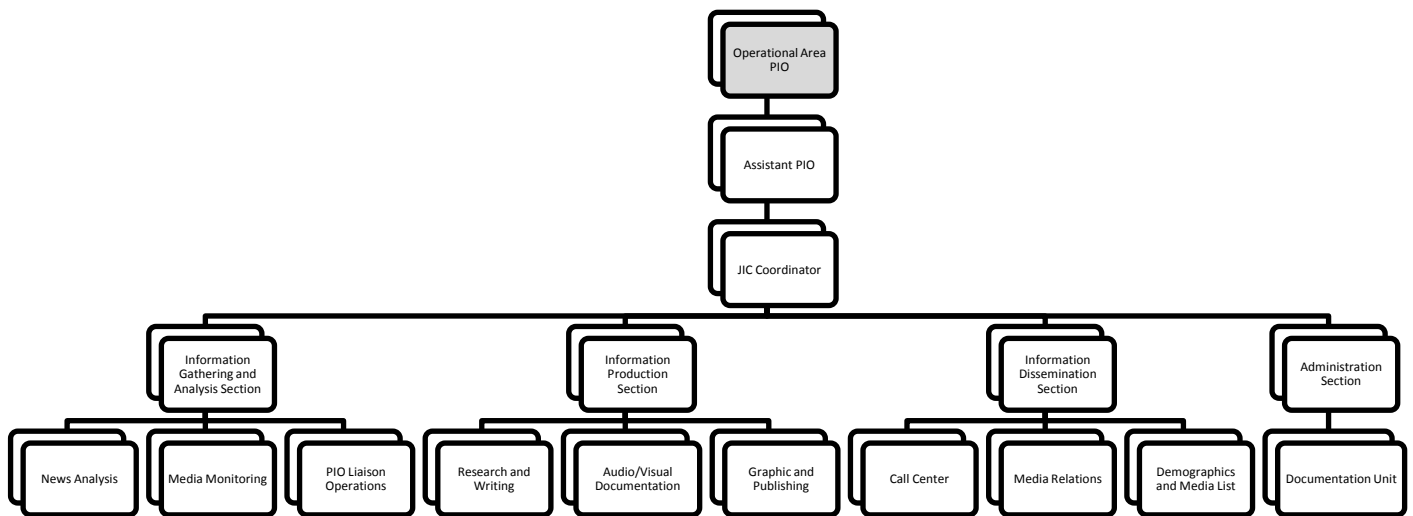 Operational Area
PIO
Assistant PIO
JIC Coordinator
Information
Gathering and
Analysis Section
Information
Production
Section
Information
Dissemination
Section
Administration
Section
News Analysis
Media Monitoring
PIO Liaison
Operations
Research and
Writing
Audio/Visual
Documentation
Graphic and
Publishing
Call Center
Media Relations
Demographics
and Media List
Documentation Unit